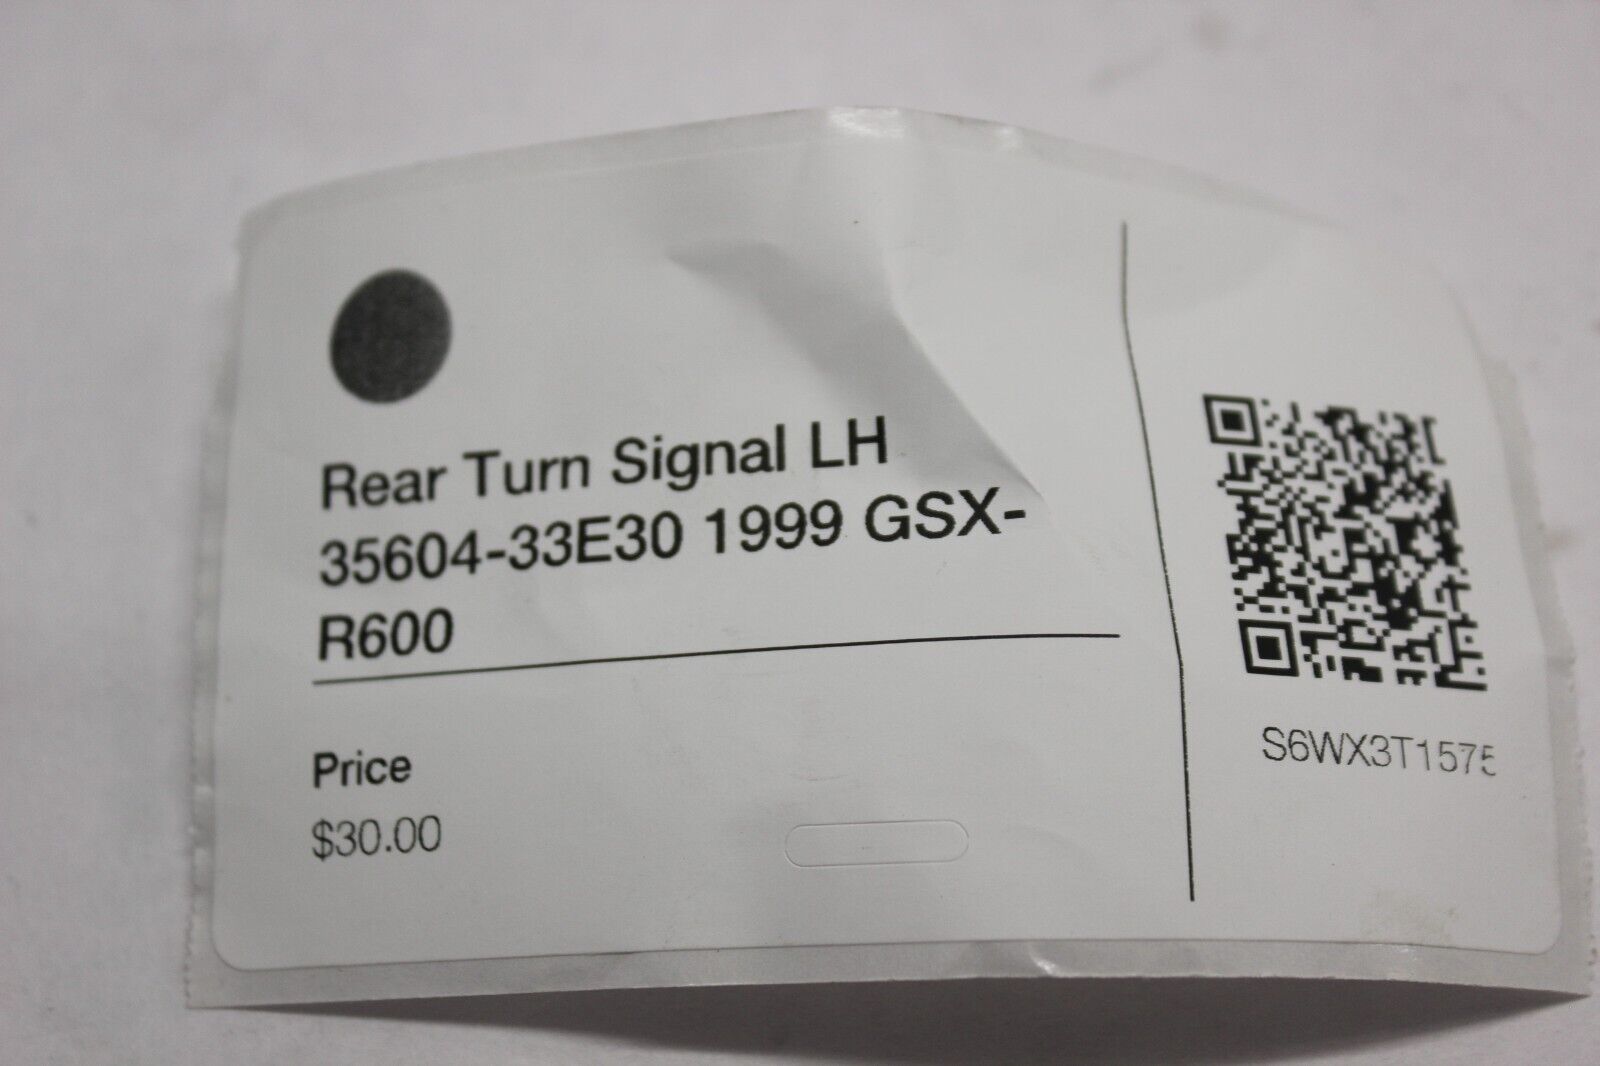 Rear Turn Signal LH
35604-33E30 1999 GSX-
R600
Price
$30.00
S6WX3T1575